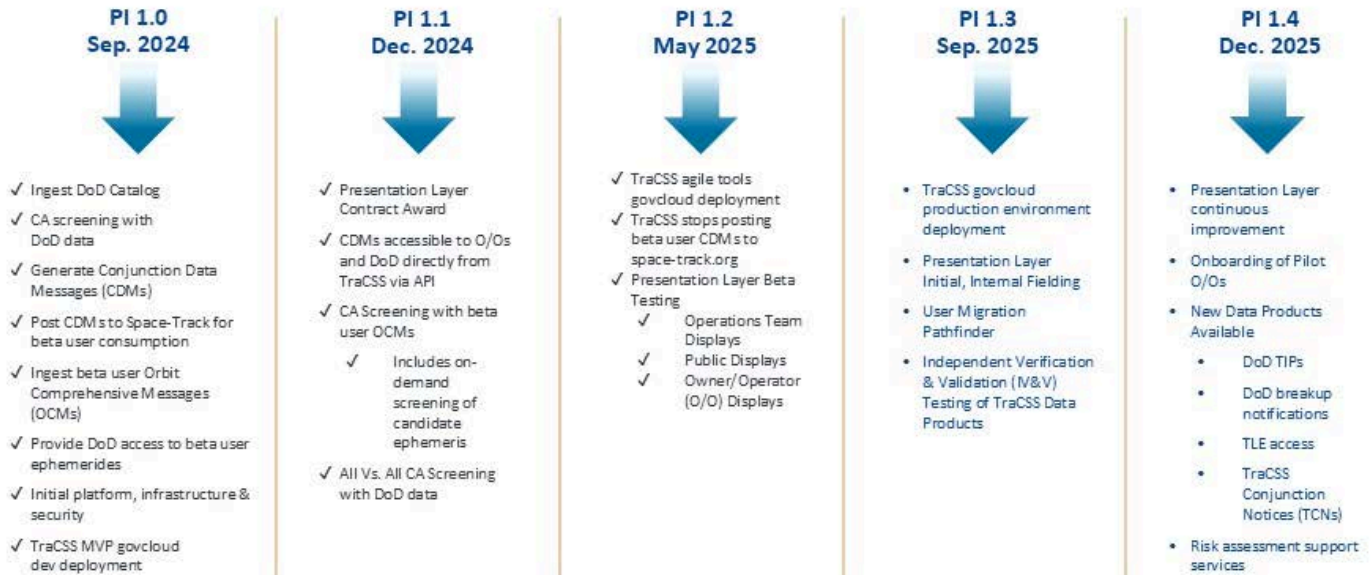 PI 1.0
Sep. 2024
✓ Ingest DoD Catalog
✓ CA screening with
DoD data
✓ Generate Conjunction Data
Messages (CDMs)
✓ Post CDMs to Space-Track for
beta user consumption
✓ Ingest beta user Orbit
Comprehensive Messages
(OCMs)
✓ Provide DoD access to beta user
ephemerides
✓ Initial platform, infrastructure &
security
✓ TraCSS MVP govcloud
dev deployment
PI 1.1
Dec. 2024
✓ Presentation Layer
Contract Award
✓ CDMs accessible to O/Os
and DoD directly from
TraCSS via API
✓ CA Screening with beta
user OCMs
✓ Includes on-
demand
screening of
candidate
ephemeris
✓ All Vs. All CA Screening
with DoD data
PI 1.2
May 2025
✓ TraCSS agile tools
govcloud deployment
✓ TraCSS stops posting
beta user CDMs to
space-track.org
✓ Presentation Layer Beta
Testing
✓ Operations Team
Displays
✓ Public Displays
✓ Owner/Operator
(O/O) Displays
PI 1.3
Sep. 2025
• TraCSS govcloud
production environment
deployment
• Presentation Layer
Initial, Internal Fielding
• User Migration
Pathfinder
• Independent Verification
& Validation (IV&V)
Testing of TraCSS Data
Products
PI 1.4
Dec. 2025
• Presentation Layer
continuous
improvement
• Onboarding of Pilot
O/Os
• New Data Products
Available
• DoD TIPs
• DoD breakup
notifications
• TLE access
• TraCSS
Conjunction
Notices (TCNs)
• Risk assessment support
services